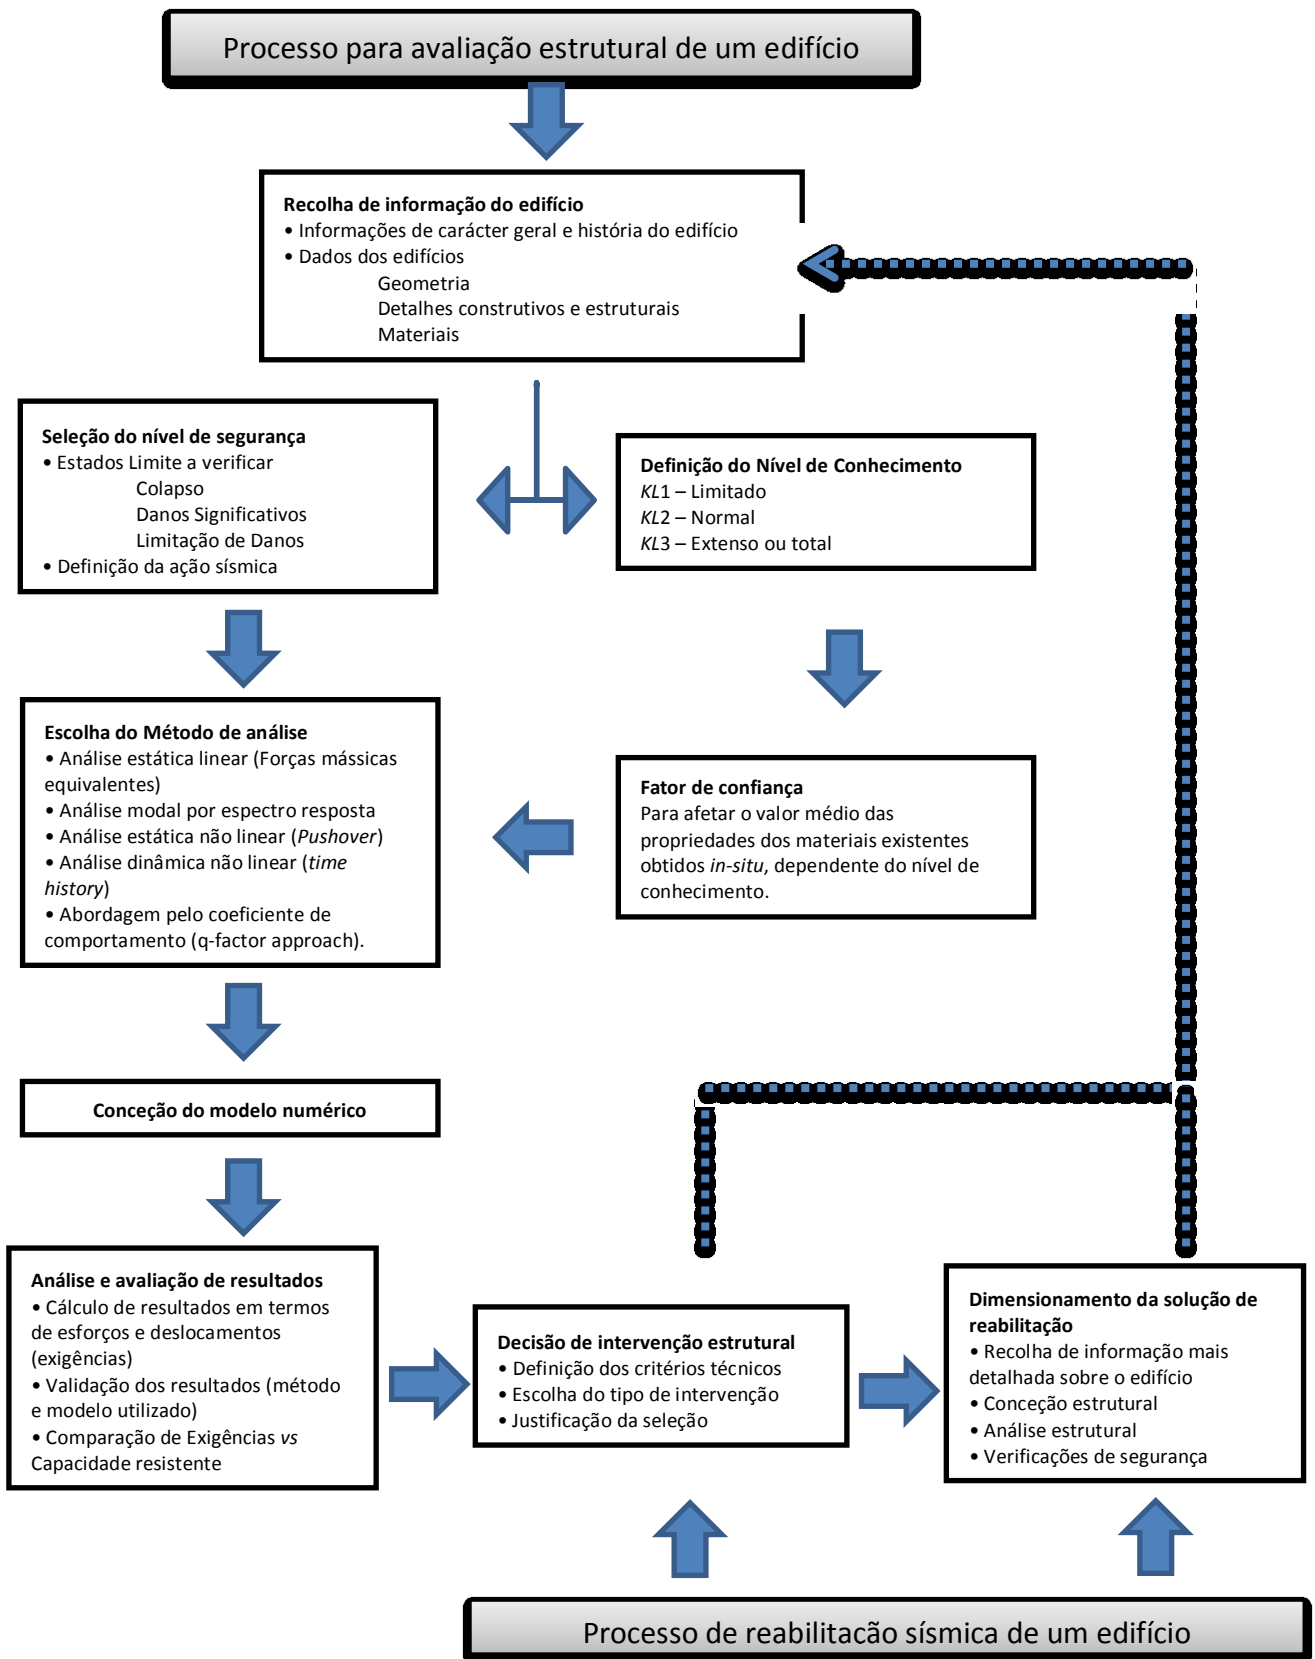 Processo para avaliação estrutural de um edifício
Recolha de informação do edifício
• Informações de carácter geral e história do edifício
• Dados dos edifícios
Geometria
Detalhes construtivos e estruturais
Materiais
Seleção do nível de segurança
• Estados Limite a verificar
Colapso
Danos Significativos
Limitação de Danos
• Definição da ação sísmica
Definição do Nível de Conhecimento
KL1 – Limitado
KL2 – Normal
KL3 – Extenso ou total
Escolha do Método de análise
• Análise estática linear (Forças mássicas
equivalentes)
• Análise modal por espectro resposta
• Análise estática não linear (Pushover)
• Análise dinâmica não linear (time
history)
• Abordagem pelo coeficiente de
comportamento (q-factor approach).
Fator de confiança
Para afetar o valor médio das
propriedades dos materiais existentes
obtidos in-situ, dependente do nível de
conhecimento.
Conceção do modelo numérico
Análise e avaliação de resultados
• Cálculo de resultados em termos
de esforços e deslocamentos
(exigências)
• Validação dos resultados (método
e modelo utilizado)
• Comparação de Exigências vs
Capacidade resistente
Decisão de intervenção estrutural
• Definição dos critérios técnicos
• Escolha do tipo de intervenção
• Justificação da seleção
Dimensionamento da solução de
reabilitação
• Recolha de informação mais
detalhada sobre o edifício
• Conceção estrutural
• Análise estrutural
• Verificações de segurança
Processo de reabilitacão sísmica de um edifício